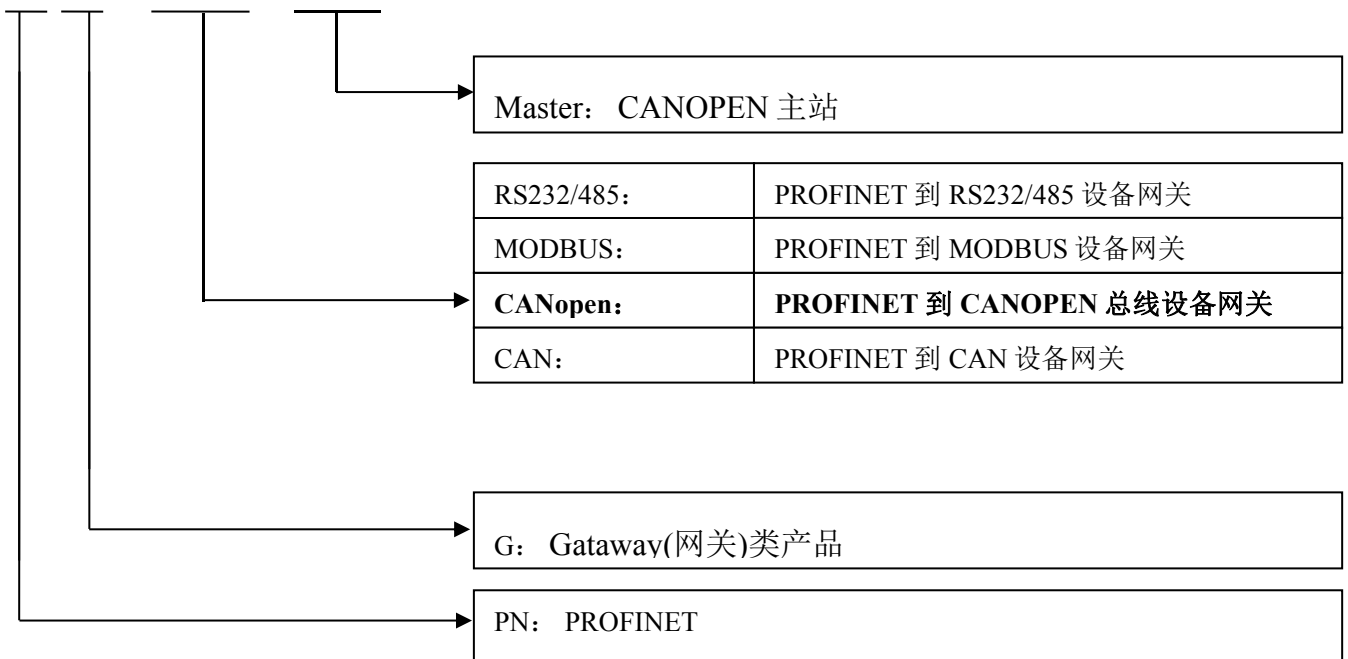 Master： CANOPEN 主站
RS232/485： PROFINET 到 RS232/485 设备网关
MODBUS： PROFINET 到 MODBUS 设备网关
CANopen： PROFINET 到 CANOPEN 总线设备网关
CAN： PROFINET 到 CAN 设备网关
G： Gataway(网关)类产品
PN： PROFINET